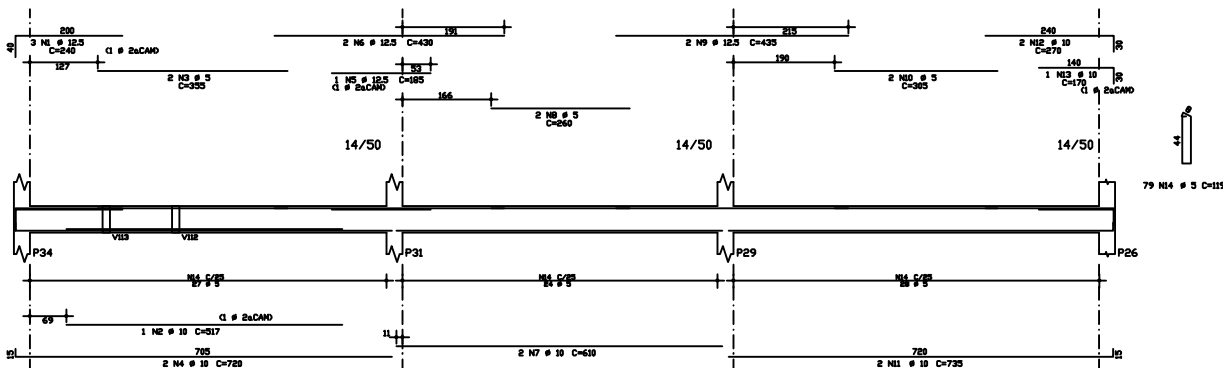 200
191
215
240
40
3 N1 ø 12.5
C=240
(1 ø 2aCAM)
2 N6 ø 12.5 C=430
2 N9 ø 12.5 C=435
2 N12 ø 10
C=270
30
127
53
190
140
2 N3 ø 5
C=355
1 N5 ø 12.5 C=185
(1 ø 2aCAM)
2 N10 ø 5
C=305
1 N13 ø 10
C=170
(1 ø 2aCAM)
30
166
2 N8 ø 5
C=260
14/50
14/50
14/50
44
79 N14 ø 5 C=119
V113
V112
P34
P31
P29
P26
N14 C/25
27 ø 5
N14 C/25
24 ø 5
N14 C/25
28 ø 5
69
(1 ø 2aCAM)
1 N2 ø 10 C=517
11
15
705
2 N4 ø 10 C=720
2 N7 ø 10 C=610
720
2 N11 ø 10 C=735
15